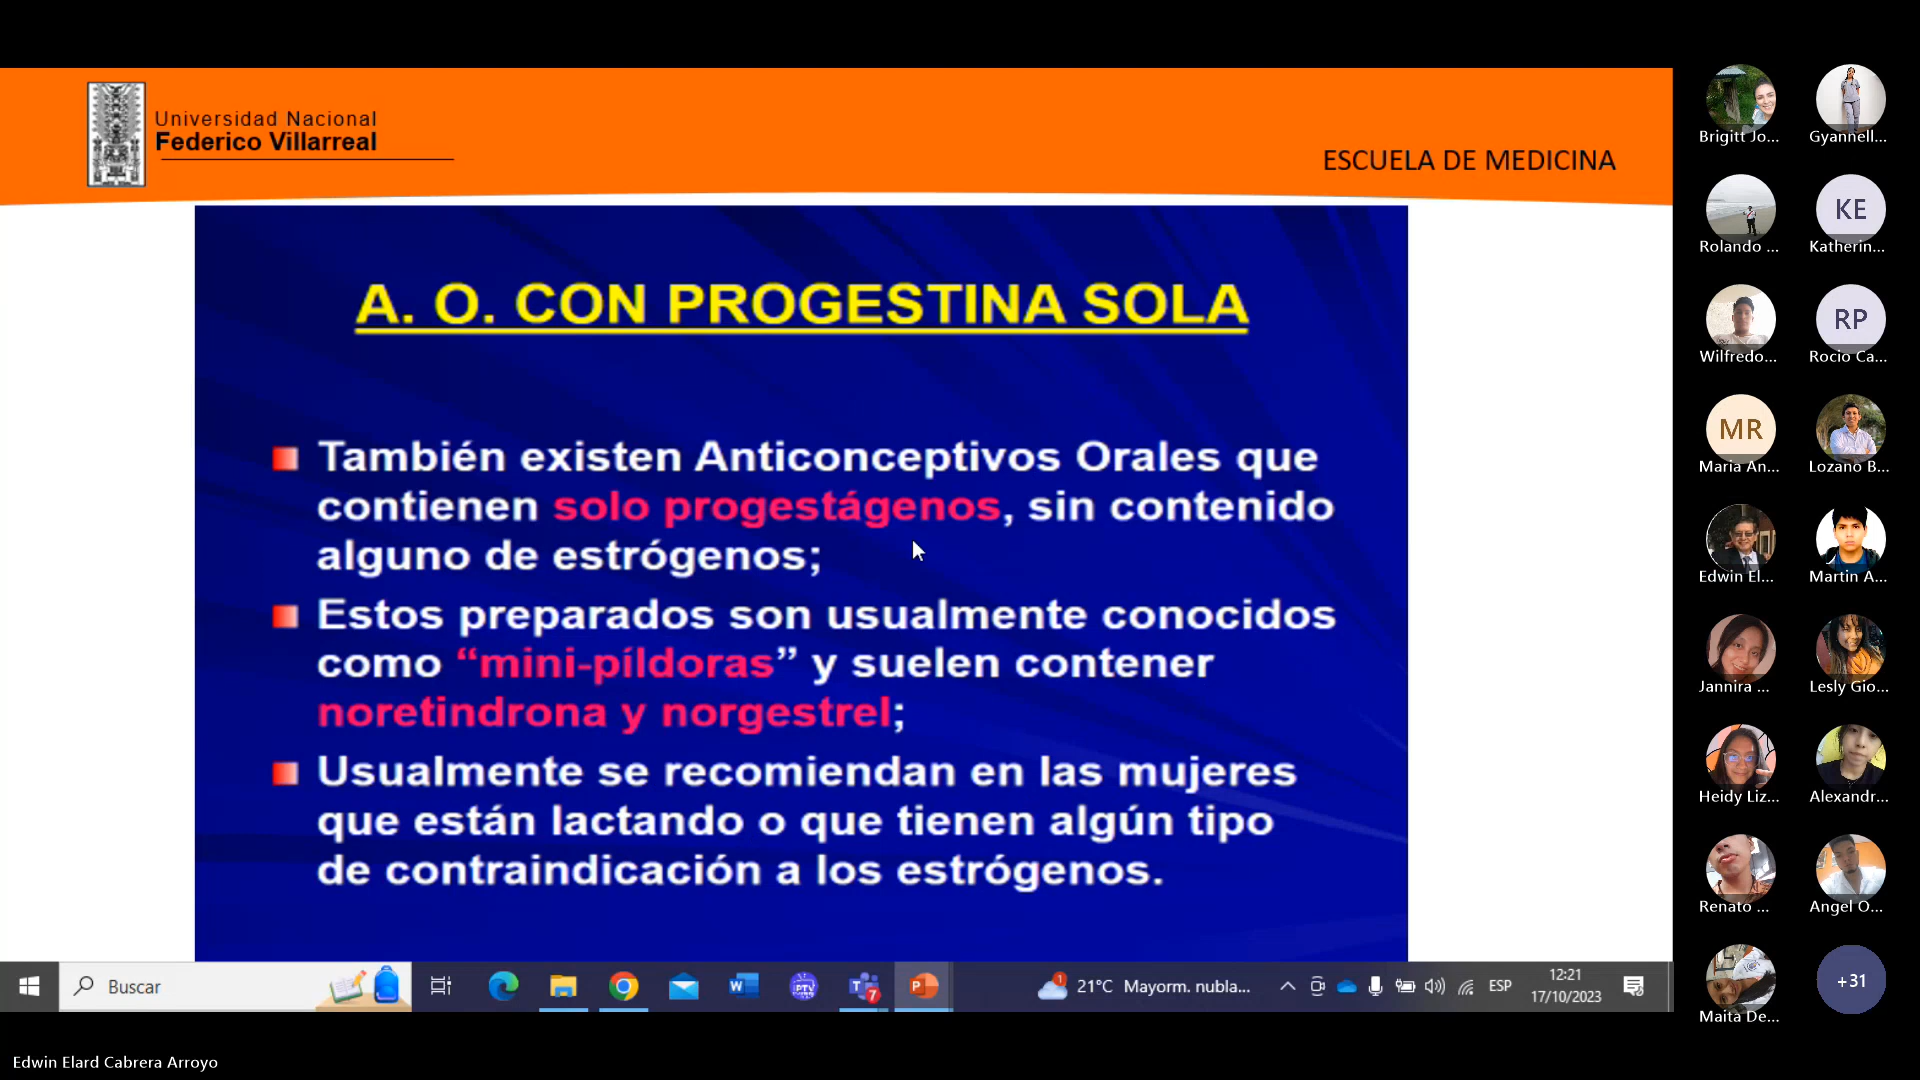 Universidad Nacional
Federico Villarreal
ESCUELA DE MEDICINA
A. O. CON PROGESTINA SOLA
También existen Anticonceptivos Orales que
contienen solo progestágenos, sin contenido
alguno de estrógenos;
Estos preparados son usualmente conocidos
como “mini-píldoras” y suelen contener
noretindrona y norgestrel;
Usualmente se recomiendan en las mujeres
que están lactando o que tienen algún tipo
de contraindicación a los estrógenos.
Buscar
7
1
21°C Mayorm. nubla...
ESP
12:21
17/10/2023
Edwin Elard Cabrera Arroyo
Brigitt Jo...
Gyannell...
Rolando ...
KE
Katherin...
Wilfredo...
RP
Rocio Ca...
MR
Maria An...
Lozano B...
Edwin El...
Martin A...
Jannira ...
Lesly Gio...
Heidy Liz...
Alexandr...
Renato ...
Angel O...
Maita De...
+31